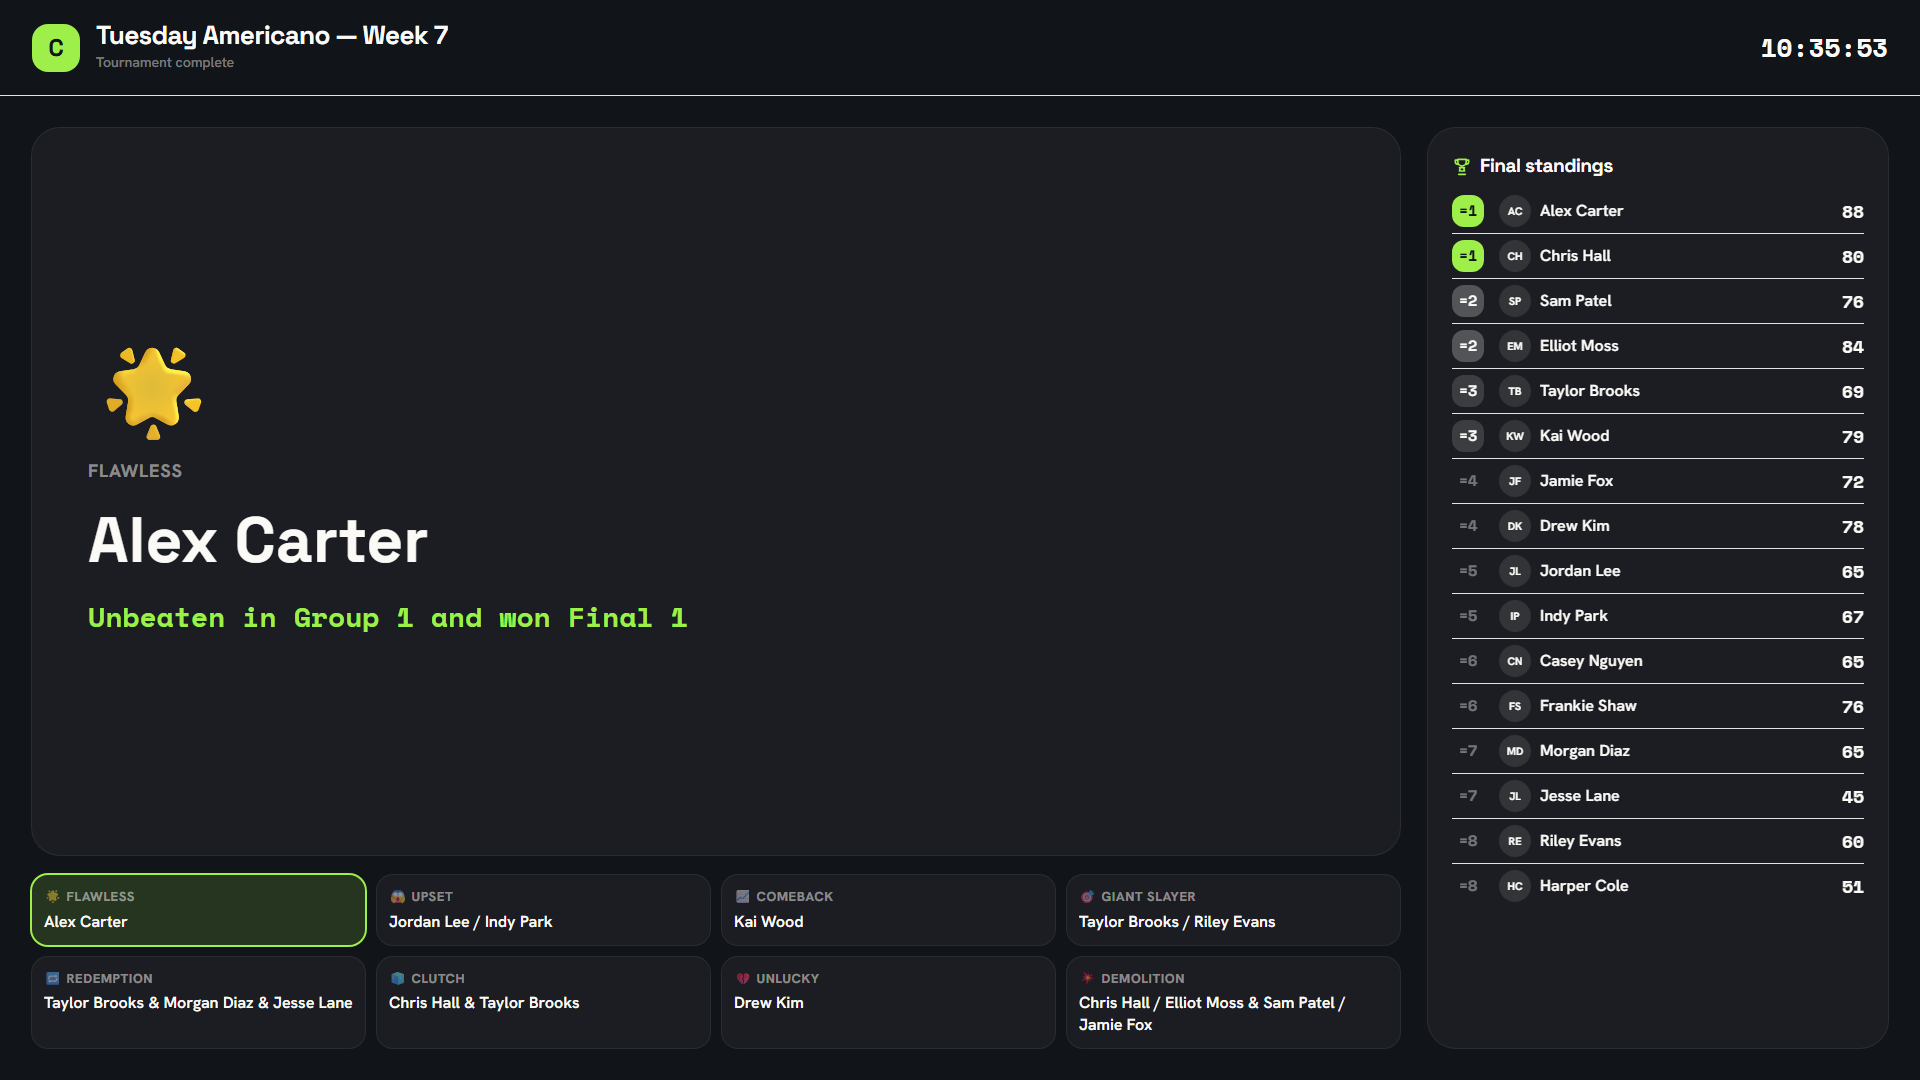 C
Tuesday Americano — Week 7
Tournament complete
10:35:53
FLAWLESS
Alex Carter
Unbeaten in Group 1 and won Final 1
FLAWLESS
Alex Carter
UPSET
Jordan Lee / Indy Park
COMEBACK
Kai Wood
GIANT SLAYER
Taylor Brooks / Riley Evans
REDEMPTION
Taylor Brooks & Morgan Diaz & Jesse Lane
CLUTCH
Chris Hall & Taylor Brooks
UNLUCKY
Drew Kim
DEMOLITION
Chris Hall / Elliot Moss & Sam Patel /
Jamie Fox
Final standings
=1 AC Alex Carter 88
=1 CH Chris Hall 80
=2 SP Sam Patel 76
=2 EM Elliot Moss 84
=3 TB Taylor Brooks 69
=3 KW Kai Wood 79
=4 JF Jamie Fox 72
=4 DK Drew Kim 78
=5 JL Jordan Lee 65
=5 IP Indy Park 67
=6 CN Casey Nguyen 65
=6 FS Frankie Shaw 76
=7 MD Morgan Diaz 65
=7 JL Jesse Lane 45
=8 RE Riley Evans 60
=8 HC Harper Cole 51